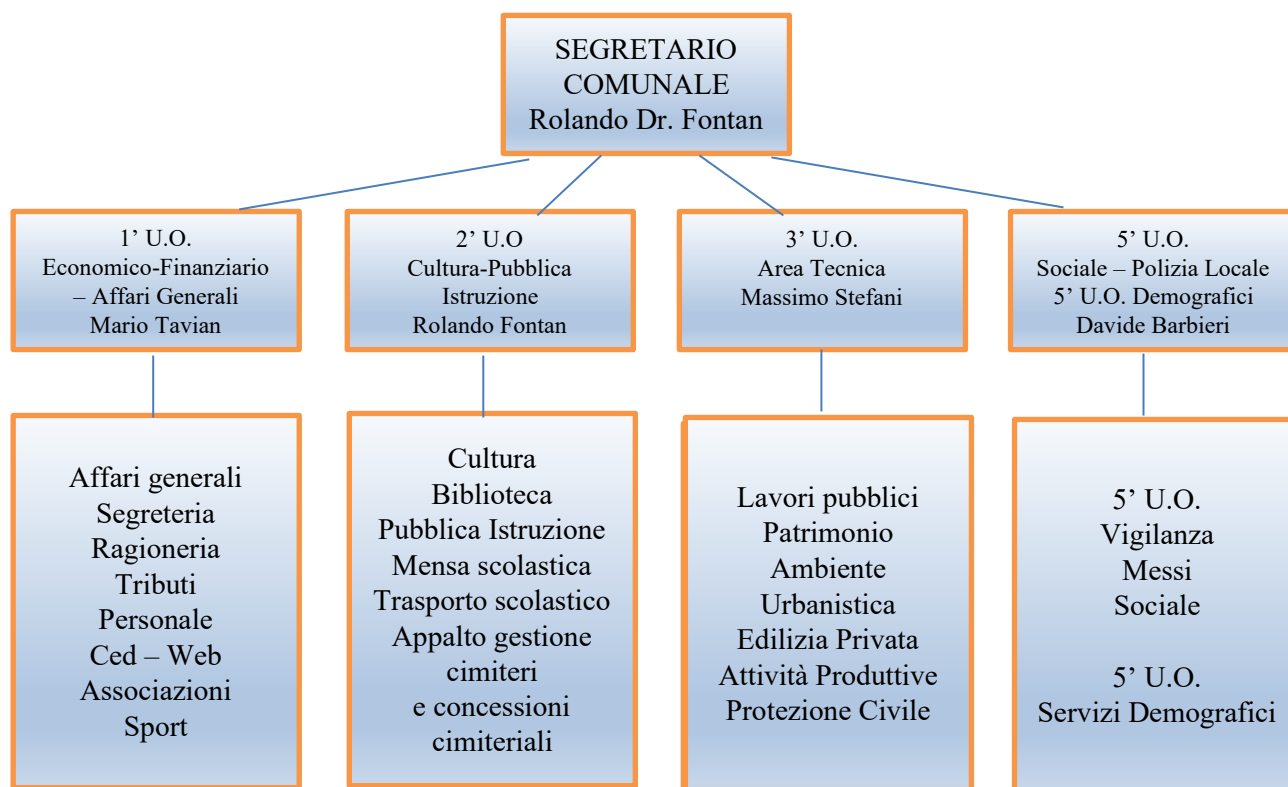 SEGRETARIO
COMUNALE
Rolando Dr. Fontan
1’ U.O.
Economico-Finanziario
– Affari Generali
Mario Tavian
2’ U.O
Cultura-Pubblica
Istruzione
Rolando Fontan
3’ U.O.
Area Tecnica
Massimo Stefani
5’ U.O.
Sociale – Polizia Locale
5’ U.O. Demografici
Davide Barbieri
Affari generali
Segreteria
Ragioneria
Tributi
Personale
Ced – Web
Associazioni
Sport
Cultura
Biblioteca
Pubblica Istruzione
Mensa scolastica
Trasporto scolastico
Appalto gestione
cimiteri
e concessioni
cimiteriali
Lavori pubblici
Patrimonio
Ambiente
Urbanistica
Edilizia Privata
Attività Produttive
Protezione Civile
5’ U.O.
Vigilanza
Messi
Sociale
5’ U.O.
Servizi Demografici